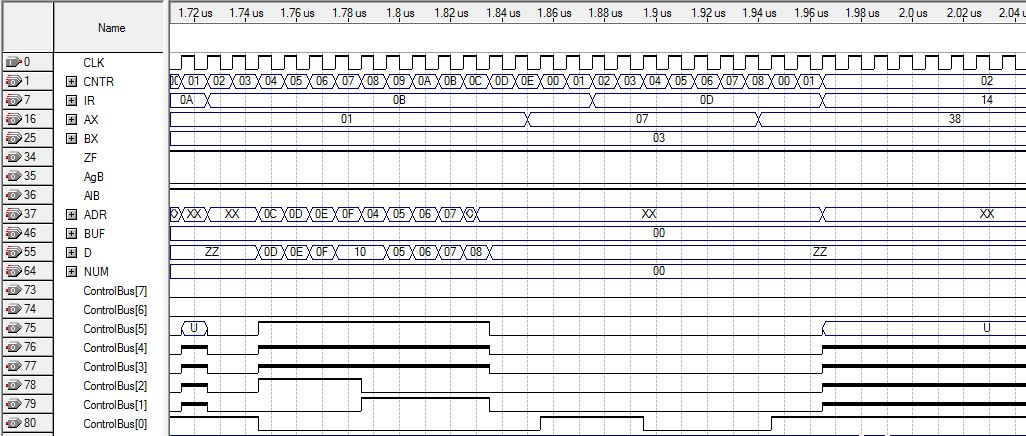 1.72 us 1.74 us 1.76 us 1.78 us 1.8 us 1.82 us 1.84 us 1.86 us 1.88 us 1.9 us 1.92 us 1.94 us 1.96 us 1.98 us 2.0 us 2.02 us 2.04 us
Name
0 CLK
1 CNTR 01 02 03 04 05 06 07 08 09 0A 0B 0C 0D 0E 00 01 02 03 04 05 06 07 08 00 01 02
7 IR 0A 0B 0D 14
16 AX 01 07 38
25 BX 03
34 ZF
35 AgB
36 AlB
37 ADR XX XX 0C 0D 0E 0F 04 05 06 07 XX XX
46 BUF 00
55 D ZZ 0D 0E 0F 10 05 06 07 08 ZZ
64 NUM 00
73 ControlBus[7]
74 ControlBus[6]
75 ControlBus[5] U U
76 ControlBus[4]
77 ControlBus[3]
78 ControlBus[2]
79 ControlBus[1]
80 ControlBus[0]